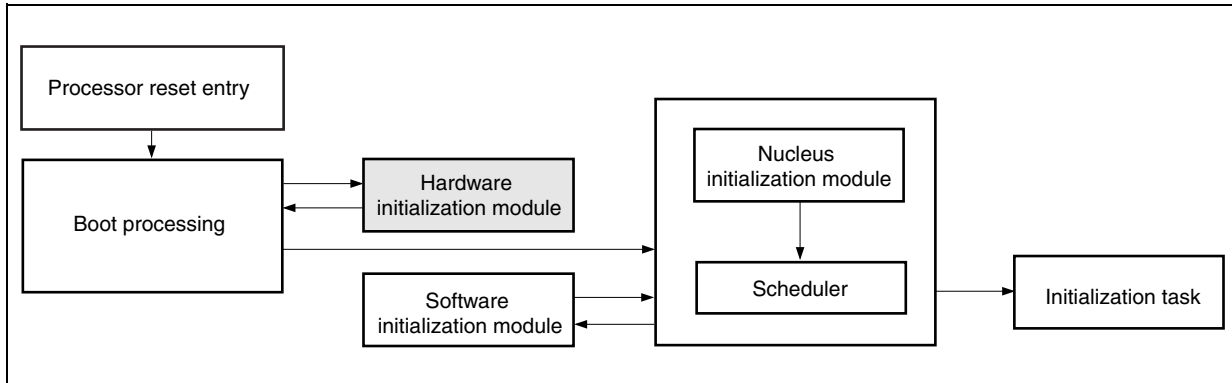 Processor reset entry
Boot processing
Hardware
initialization module
Software
initialization module
Nucleus
initialization module
Scheduler
Initialization task